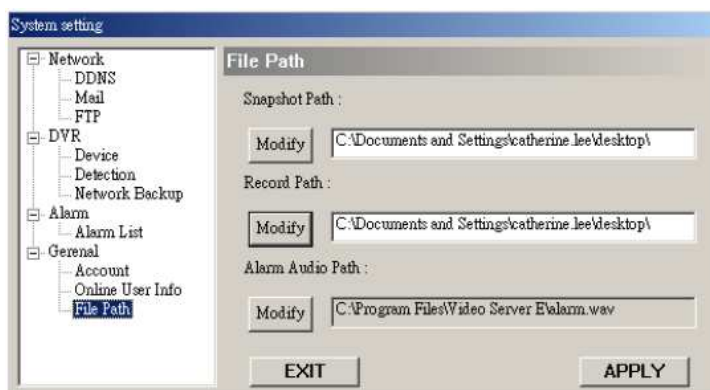 System setting
Network
DDNS
Mail
FTP
DVR
Device
Detection
Network Backup
Alarm
Alarm List
Gerenal
Account
Online User Info
File Path
File Path
Snapshot Path :
Modify
C:\Documents and Settings\catherine.lee\desktop\
Record Path :
Modify
C:\Documents and Settings\catherine.lee\desktop\
Alarm Audio Path :
Modify
C:\Program Files\Video Server E\alarm.wav
EXIT
APPLY